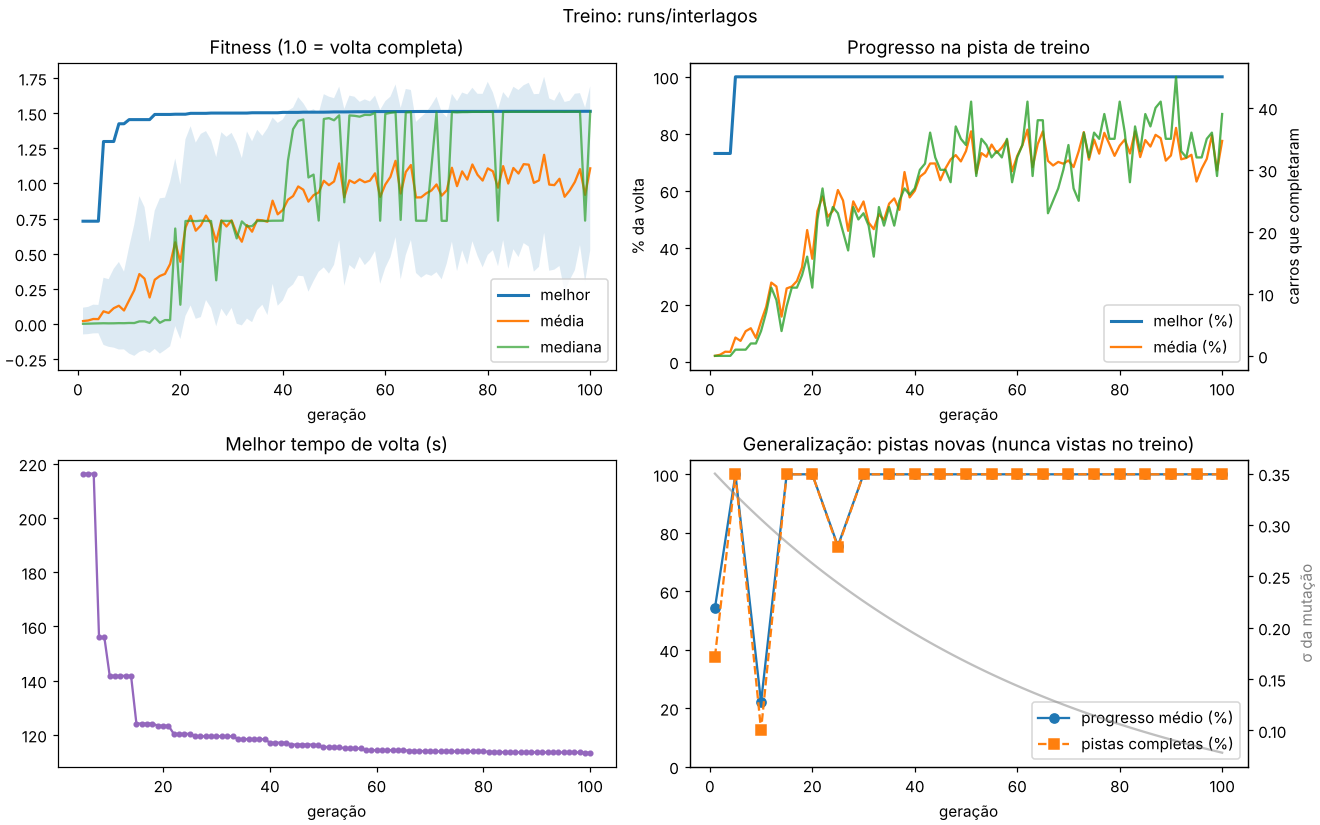 Treino: runs/interlagos
Fitness (1.0 = volta completa)
1.75
1.50
1.25
1.00
0.75
0.50
0.25
0.00
−0.25
melhor
média
mediana
0 20 40 60 80 100
geração
Progresso na pista de treino
% da volta
100
80
60
40
20
0
40
30
20
10
0
carros que completaram
melhor (%)
média (%)
0 20 40 60 80 100
geração
Melhor tempo de volta (s)
220
200
180
160
140
120
20 40 60 80 100
geração
Generalização: pistas novas (nunca vistas no treino)
100
80
60
40
20
0
0.35
0.30
0.25
0.20
0.15
0.10
σ da mutação
progresso médio (%)
pistas completas (%)
0 20 40 60 80 100
geração